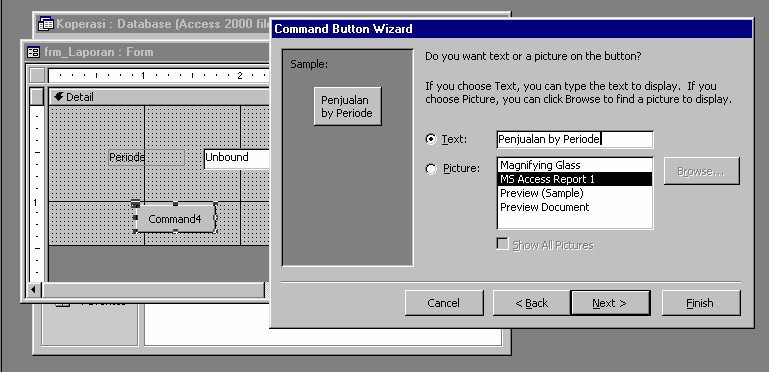 Koperasi : Database (Access 2000 file
frm_Laporan : Form
1
2
Detail
1
Periode
Unbound
Command4
Command Button Wizard
Sample:
Penjualan
by Periode
Do you want text or a picture on the button?
If you choose Text, you can type the text to display. If you
choose Picture, you can click Browse to find a picture to display.
Text:
Penjualan by Periode
Picture:
Magnifying Glass
MS Access Report 1
Preview (Sample)
Preview Document
Browse...
Show All Pictures
Cancel
< Back
Next >
Finish